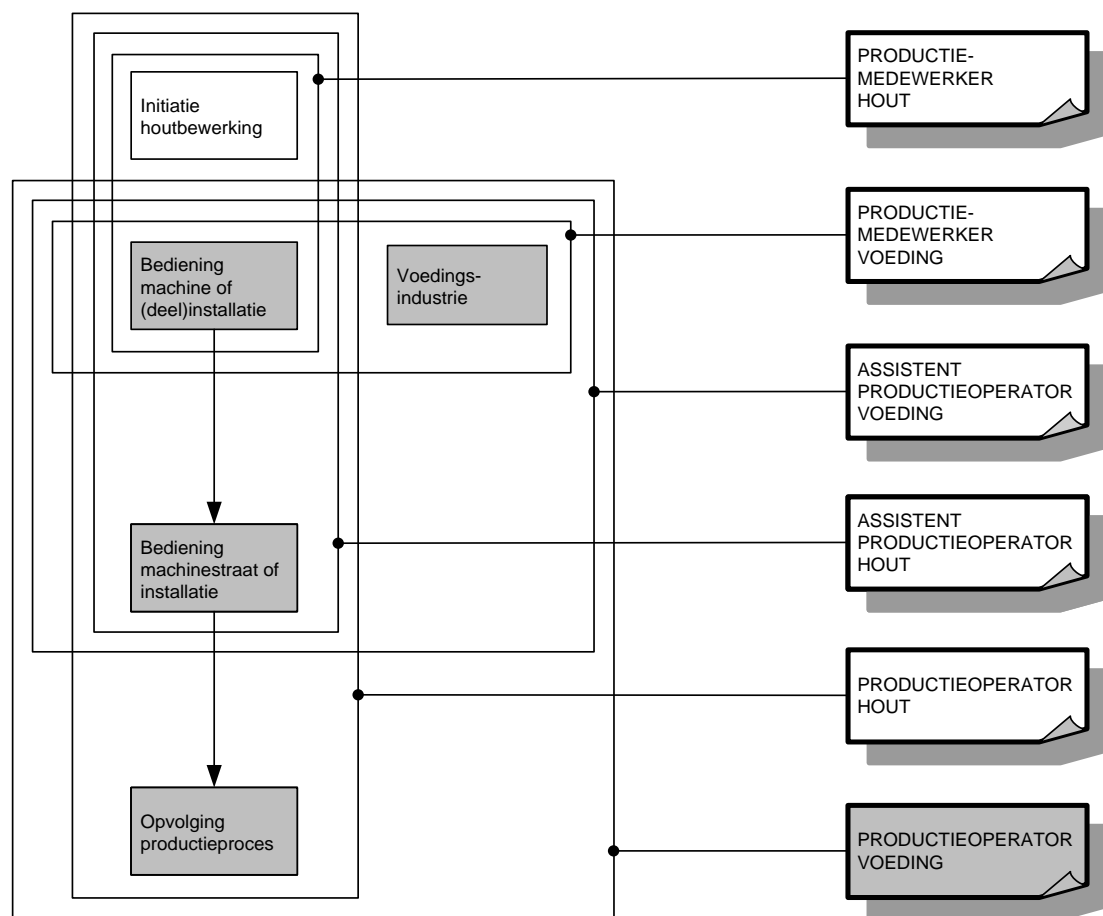 Initiatie
houtbewerking
PRODUCTIE-
MEDEWERKER
HOUT
Bediening
machine of
(deel)installatie
Voedings-
industrie
PRODUCTIE-
MEDEWERKER
VOEDING
ASSISTENT
PRODUCTIEOPERATOR
VOEDING
Bediening
machinestraat of
installatie
ASSISTENT
PRODUCTIEOPERATOR
HOUT
PRODUCTIEOPERATOR
HOUT
Opvolging
productieproces
PRODUCTIEOPERATOR
VOEDING